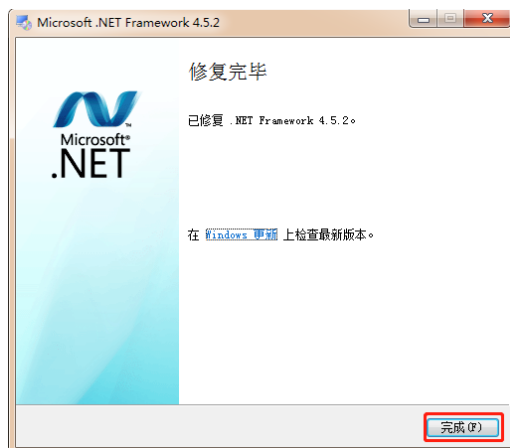 Microsoft .NET Framework 4.5.2
修复完毕
已修复 .NET Framework 4.5.2。
Microsoft®
.NET
在 Windows 更新 上检查最新版本。
完成(F)